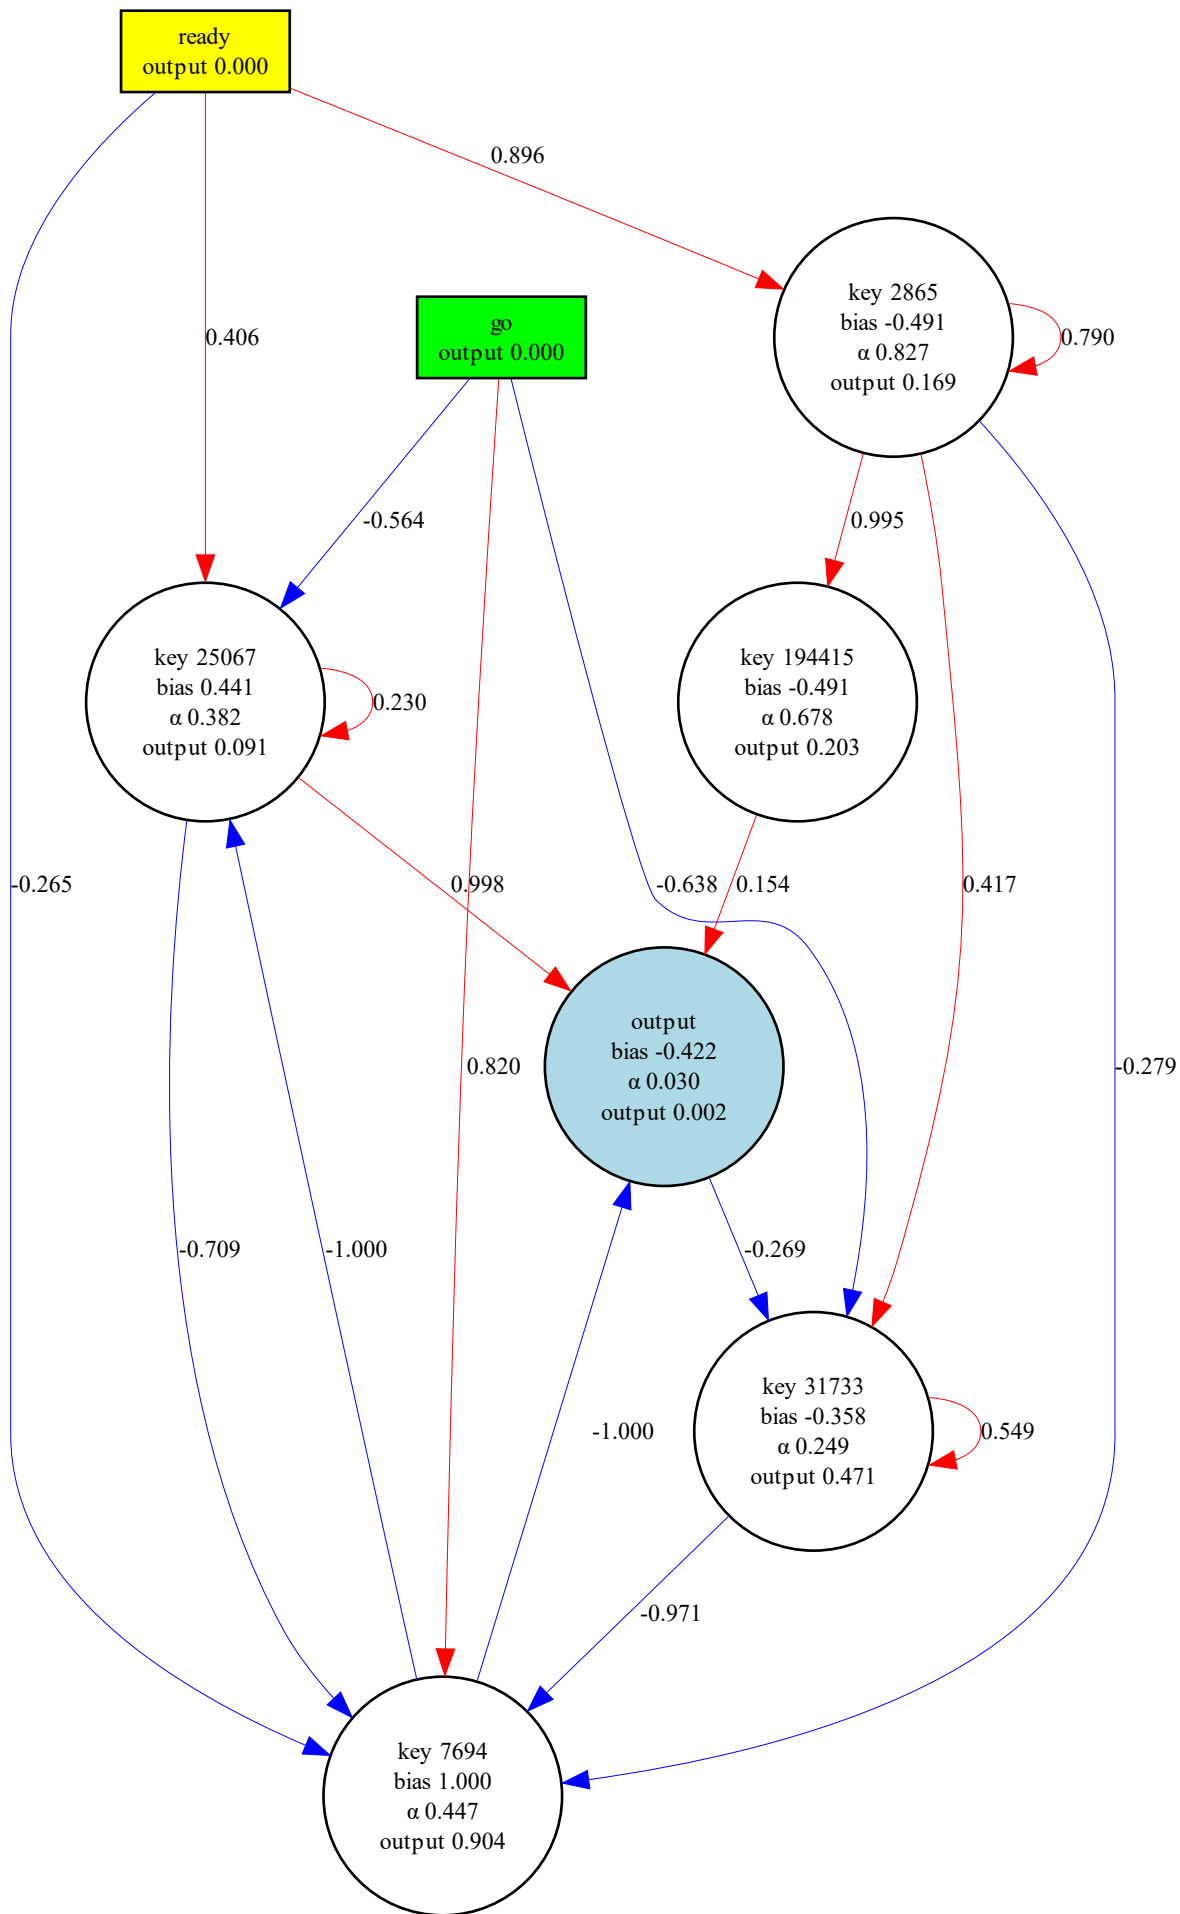 ready
output 0.000
0.896
go
output 0.000
key 2865
bias -0.491
α 0.827
output 0.169
0.790
0.406
-0.564
0.995
key 25067
bias 0.441
α 0.382
output 0.091
0.230
key 194415
bias -0.491
α 0.678
output 0.203
-0.265
0.998
-0.638
0.154
0.417
output
bias -0.422
α 0.030
output 0.002
0.820
-0.279
-0.709
-1.000
-0.269
-1.000
key 31733
bias -0.358
α 0.249
output 0.471
0.549
-0.971
key 7694
bias 1.000
α 0.447
output 0.904